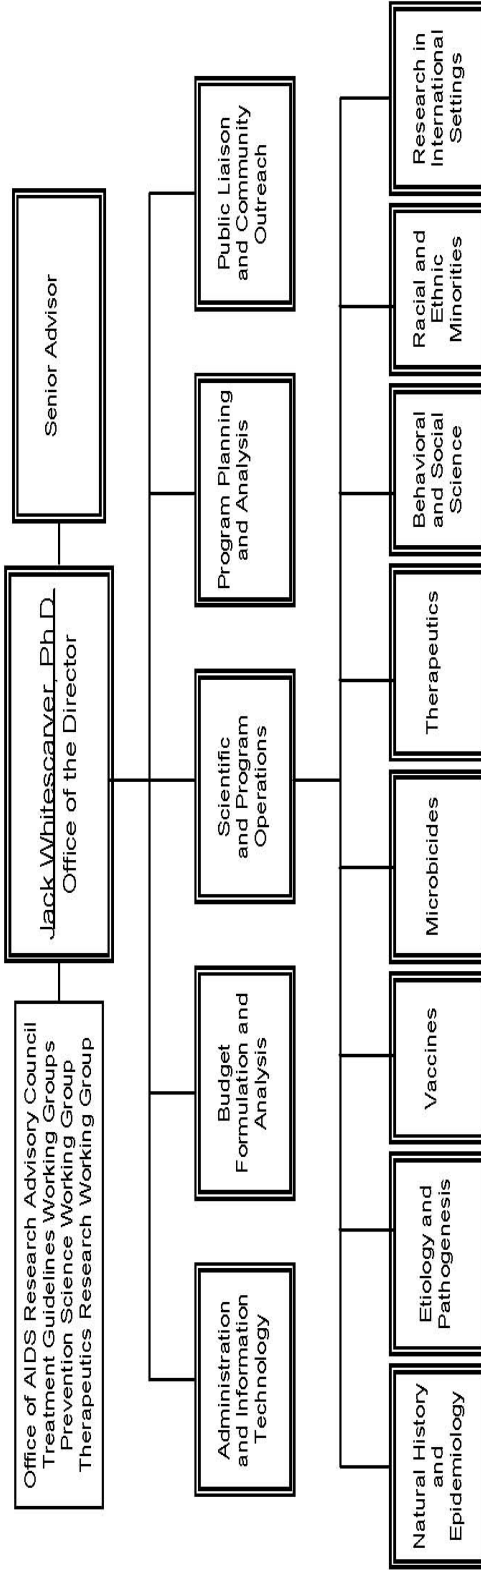 Office of AIDS Research Advisory Council
Treatment Guidelines Working Groups
Prevention Science Working Group
Therapeutics Research Working Group
Jack Whitescarver, Ph.D.
Office of the Director
Senior Advisor
Administration
and Information
Technology
Budget
Formulation and
Analysis
Scientific
and Program
Operations
Program Planning
and Analysis
Public Liaison
and Community
Outreach
Natural History
and
Epidemiology
Etiology and
Pathogenesis
Vaccines
Microbicides
Therapeutics
Behavioral
and Social
Science
Racial and
Ethnic
Minorities
Research in
International
Settings